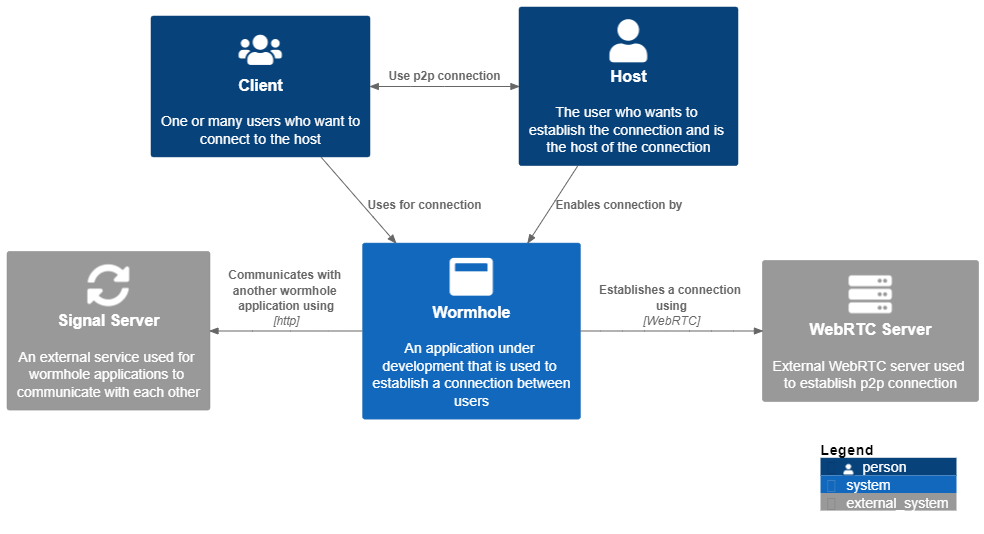 Client
One or many users who want to
connect to the host
Use p2p connection
Host
The user who wants to
establish the connection and is
the host of the connection
Uses for connection
Enables connection by
Signal Server
An external service used for
wormhole applications to
communicate with each other
Communicates with
another wormhole
application using
[http]
Wormhole
An application under
development that is used to
establish a connection between
users
Establishes a connection
using
[WebRTC]
WebRTC Server
External WebRTC server used
to establish p2p connection
Legend
person
system
external_system